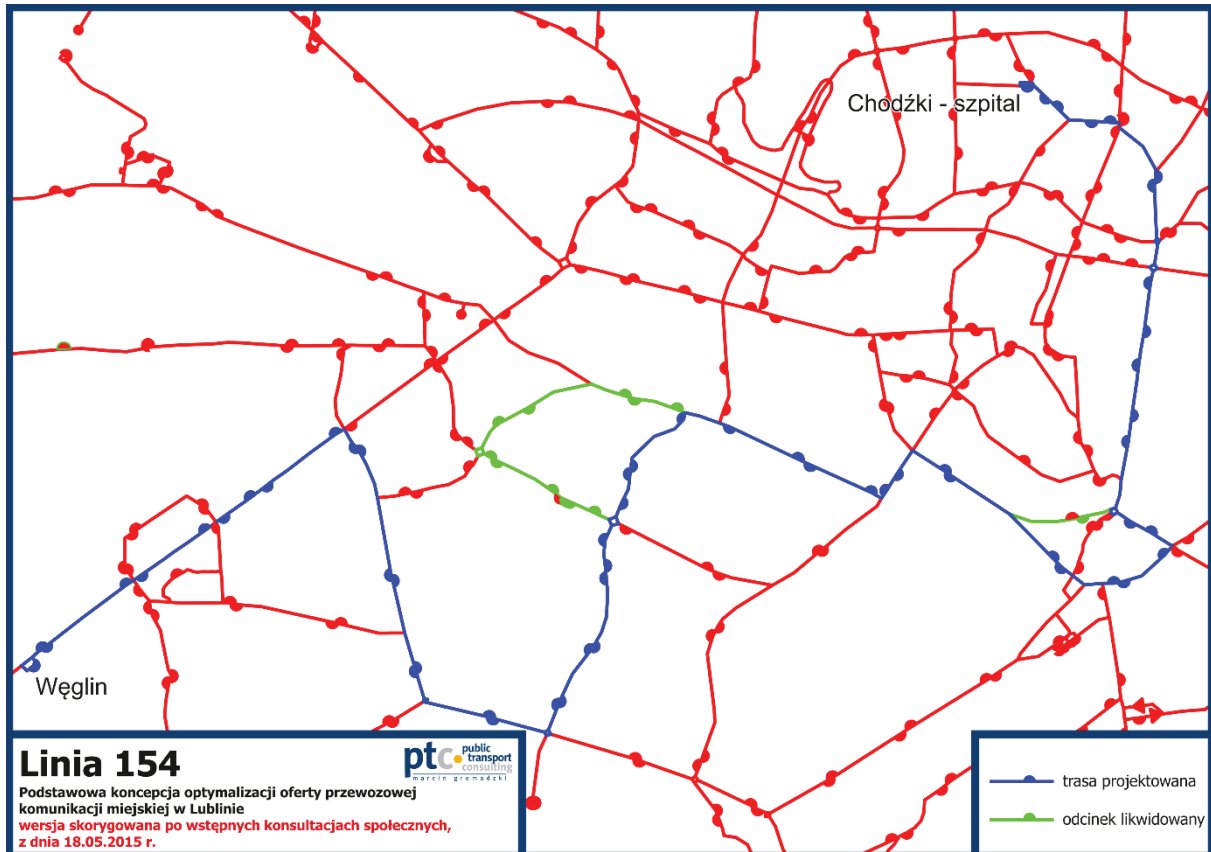 Chodźki - szpital
Węglin
Linia 154
ptc
public
transport
consulting
marcin gromadzki
Podstawowa koncepcja optymalizacji oferty przewozowej
komunikacji miejskiej w Lublinie
wersja skorygowana po wstępnych konsultacjach społecznych,
z dnia 18.05.2015 r.
trasa projektowana
odcinek likwidowany